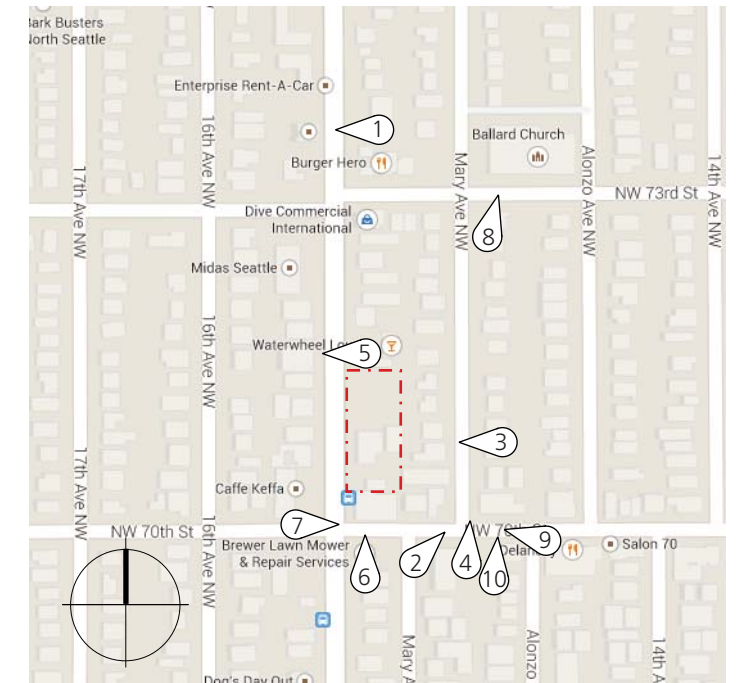 Bark Busters
North Seattle
Enterprise Rent-A-Car
16th Ave NW
1
Ballard Church
Burger Hero
Mary Ave NW
Alonzo Ave NW
14th Ave NW
17th Ave NW
NW 73rd St
Dive Commercial
International
8
Midas Seattle
16th Ave NW
Waterwheel
5
3
17th Ave NW
Caffe Keffa
7
NW 70th St
16th Ave NW
Brewer Lawn Mower
& Repair Services
6
2
4
10
9
Salon 70
Mary A
Alonzo
14th A
Dog's Day Out